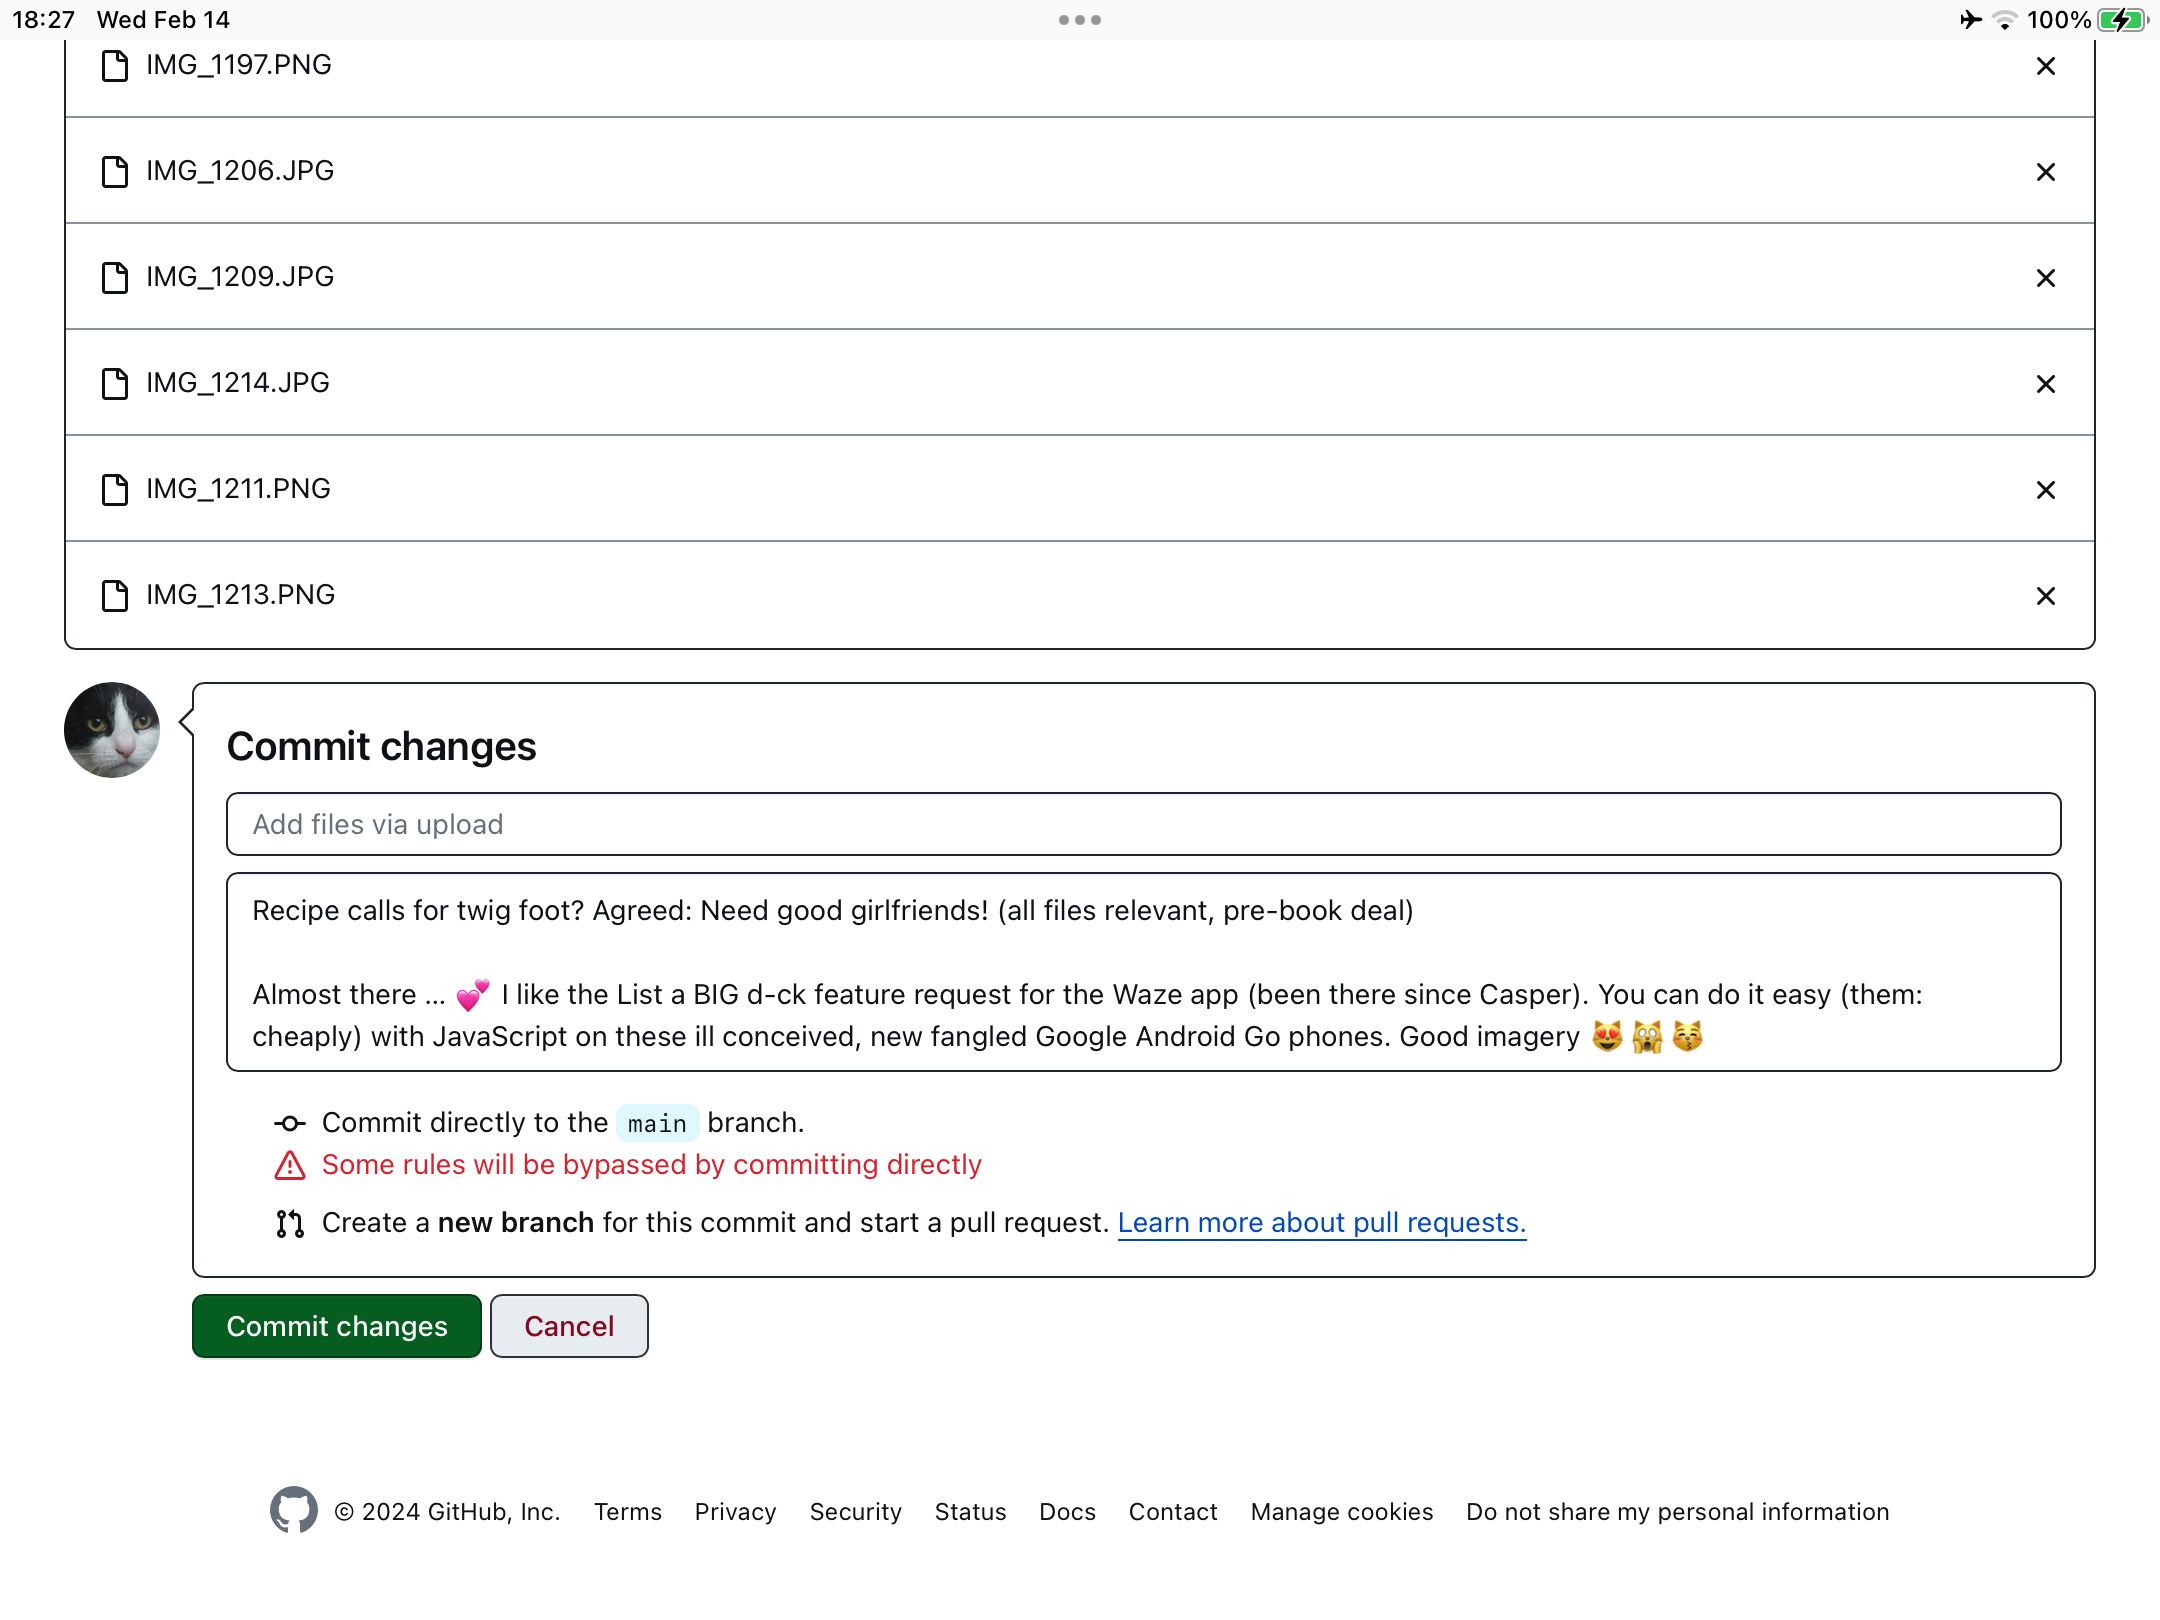 18:27 Wed Feb 14 100%
IMG_1197.PNG
IMG_1206.JPG
IMG_1209.JPG
IMG_1214.JPG
IMG_1211.PNG
IMG_1213.PNG
Commit changes
Add files via upload
Recipe calls for twig foot? Agreed: Need good girlfriends! (all files relevant, pre-book deal)
Almost there ... 💕 I like the List a BIG d-ck feature request for the Waze app (been there since Casper). You can do it easy (them:
cheaply) with JavaScript on these ill conceived, new fangled Google Android Go phones. Good imagery 😻🙀😽
Commit directly to the main branch.
Some rules will be bypassed by committing directly
Create a new branch for this commit and start a pull request. Learn more about pull requests.
Commit changes Cancel
© 2024 GitHub, Inc. Terms Privacy Security Status Docs Contact Manage cookies Do not share my personal information